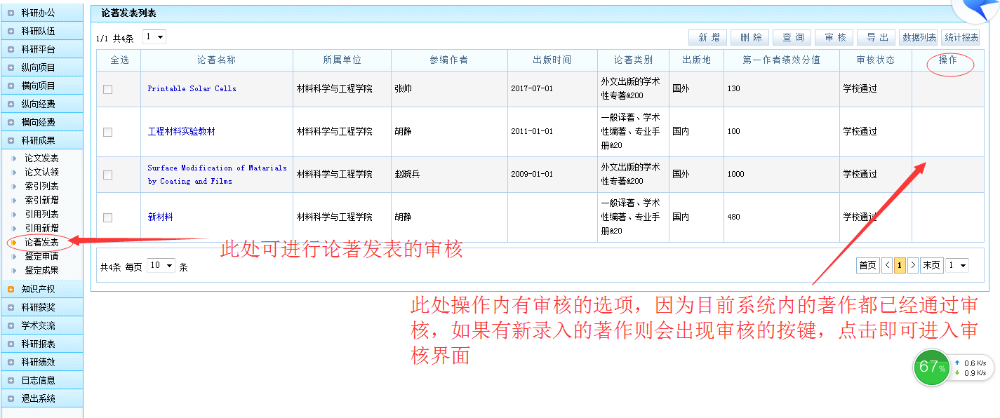 科研办公
科研队伍
科研平台
纵向项目
横向项目
纵向经费
横向经费
科研成果
论文发表
论文认领
索引列表
索引新增
引用列表
引用新增
论著发表
鉴定申请
鉴定成果
知识产权
科研获奖
学术交流
科研报表
科研绩效
日志信息
退出系统
论著发表列表
1/1 共4条 1
新 增 删 除 查 询 审 核 导 出 数据列表 统计报表
全选 论著名称 所属单位 参编作者 出版时间 论著类别 出版地 第一作者绩效分值 审核状态 操作
Printable Solar Cells 材料科学与工程学院 张帅 2017-07-01 外文出版的学术 国外 130 学校通过
性专著&200
一般译著、学术
工程材料实验教材 材料科学与工程学院 胡静 2011-01-01 性编著、专业手 国内 100 学校通过
册&20
Surface Modification of Matarials 外文出版的学术
材料科学与工程学院 赵晓兵 2009-01-01 国外 1000 学校通过
by Coating and Films 性专著&200
一般译著、学术
新材料 材料科学与工程学院 胡静 性编著、专业手 国内 480 学校通过
册&20
此处可进行论著发表的审核
共4条 每页 10 条 首页 < 1 > 末页 1
此处操作内有审核的选项，因为目前系统内的著作都已经通过审
核，如果有新录入的著作则会出现审核的按键，点击即可进入审
核界面
67% 0.6 K/s
0.9 K/s